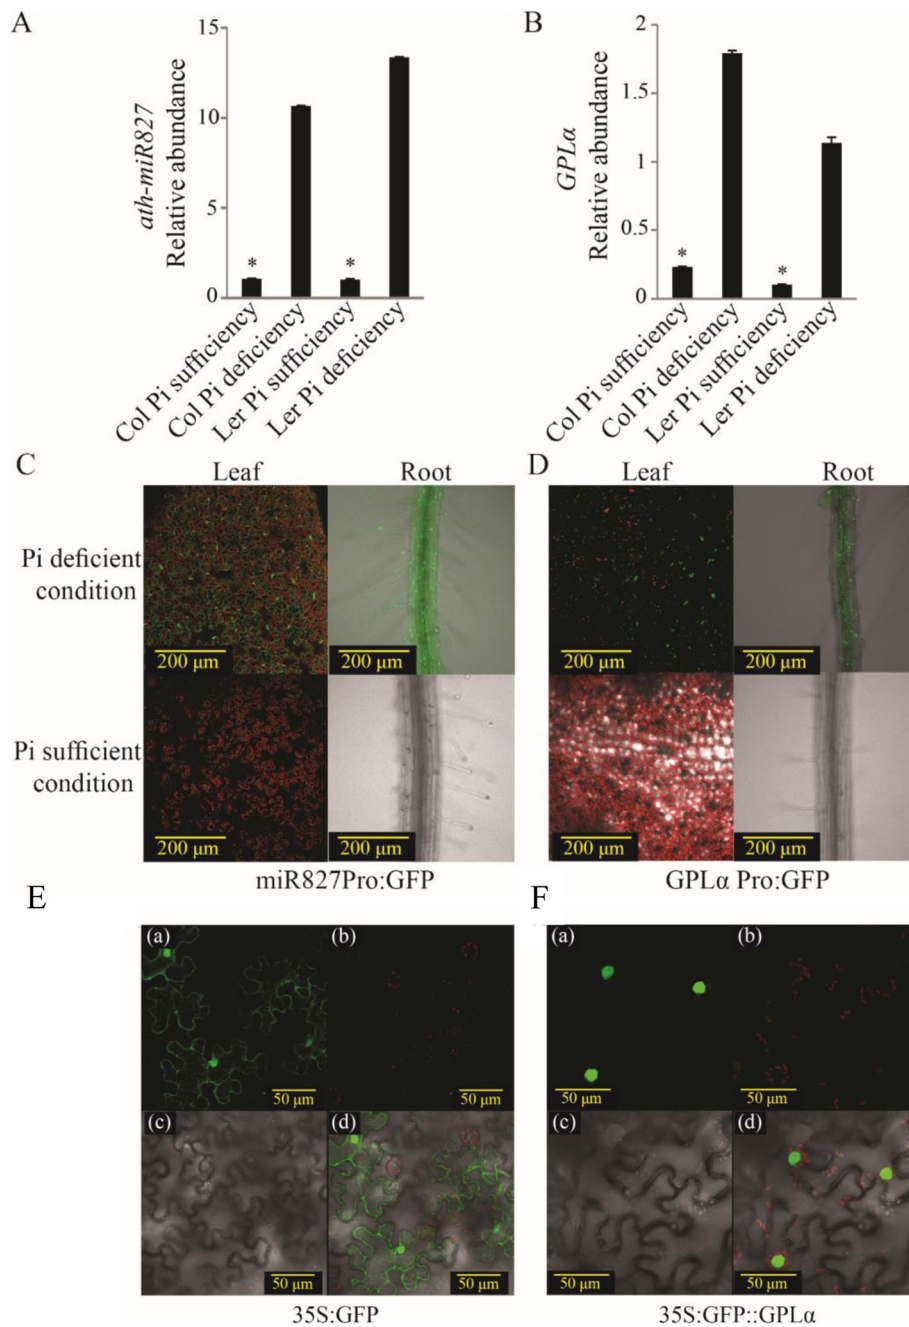 A
B
ath-miR827
Relative abundance
15
10
5
0
*
*
Col Pi sufficiency
Col Pi deficiency
Ler Pi sufficiency
Ler Pi deficiency
GPLα
Relative abundance
2
1.5
1
0.5
0
*
*
Col Pi sufficiency
Col Pi deficiency
Ler Pi sufficiency
Ler Pi deficiency
C
Leaf
Root
D
Leaf
Root
Pi deficient
condition
200 μm
200 μm
200 μm
200 μm
Pi sufficient
condition
200 μm
200 μm
200 μm
200 μm
miR827Pro:GFP
GPLα Pro:GFP
E
F
(a)
(b)
(a)
(b)
50 μm
50 μm
50 μm
50 μm
(c)
(d)
(c)
(d)
50 μm
50 μm
50 μm
50 μm
35S:GFP
35S:GFP::GPLα